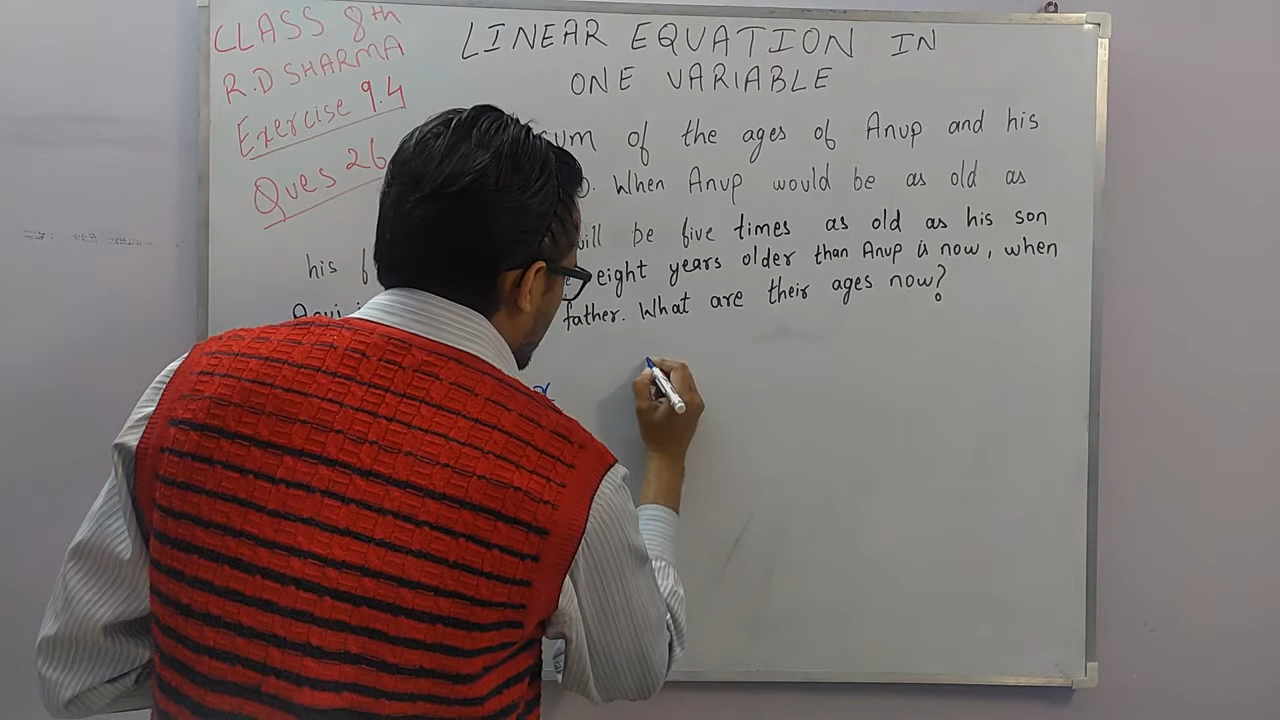 CLASS 8th
R.D SHARMA
Exercise 9.4
Ques 26
LINEAR EQUATION IN
ONE VARIABLE
sum of the ages of Anup and his
When Anup would be as old as
his will be five times as old as his son
eight years older than Anup is now, when
father. What are their ages now?
x